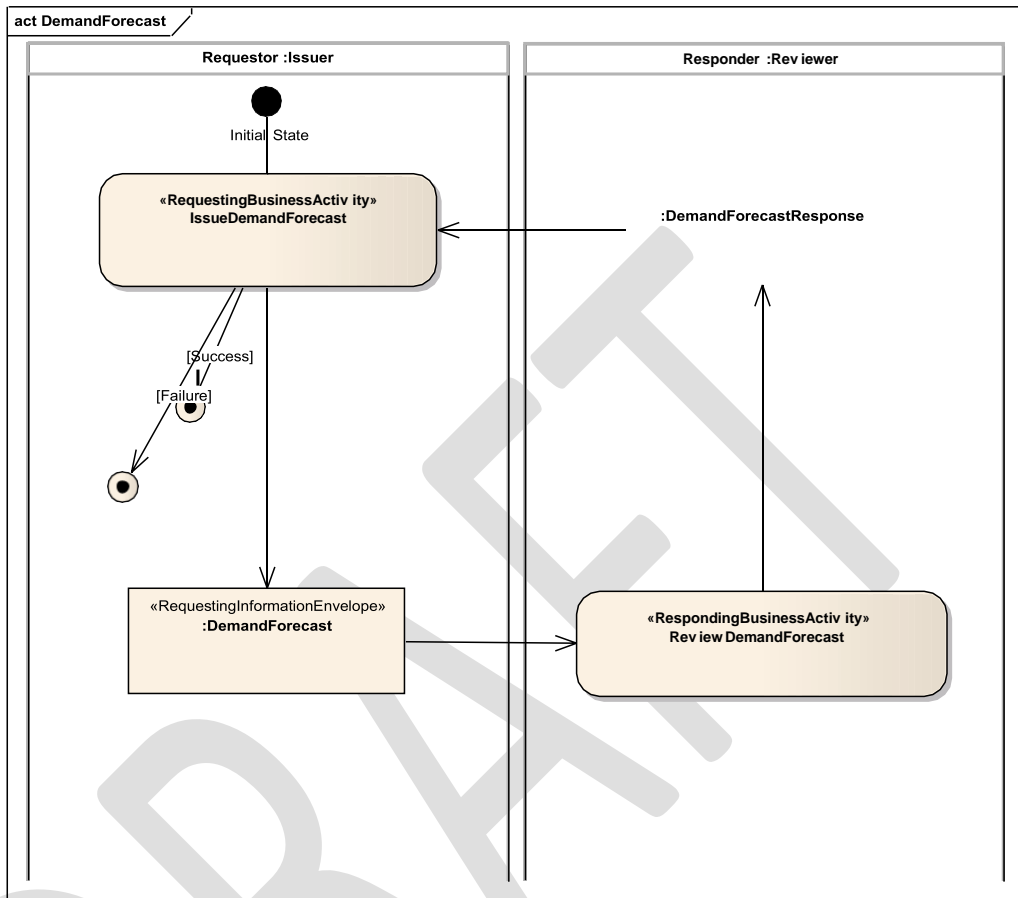 act DemandForecast
Requestor :Issuer
Responder :Reviewer
Initial State
«RequestingBusinessActivity»
IssueDemandForecast
:DemandForecastResponse
[Success]
[Failure]
«RequestingInformationEnvelope»
:DemandForecast
«RespondingBusinessActivity»
ReviewDemandForecast
DRAFT